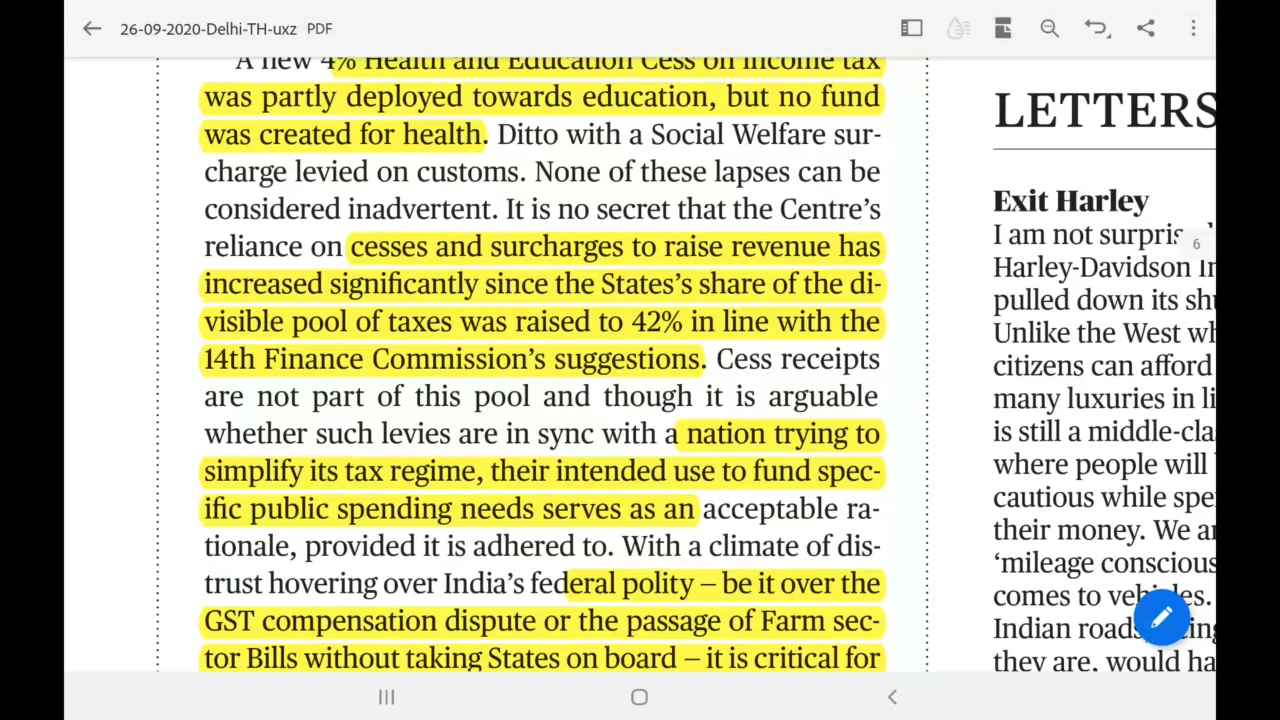 26-09-2020-Delhi-TH-uxz PDF
A new 4% Health and Education Cess on income tax
was partly deployed towards education, but no fund
was created for health. Ditto with a Social Welfare sur-
charge levied on customs. None of these lapses can be
considered inadvertent. It is no secret that the Centre’s
reliance on cesses and surcharges to raise revenue has
increased significantly since the States’s share of the di-
visible pool of taxes was raised to 42% in line with the
14th Finance Commission’s suggestions. Cess receipts
are not part of this pool and though it is arguable
whether such levies are in sync with a nation trying to
simplify its tax regime, their intended use to fund spec-
ific public spending needs serves as an acceptable ra-
tionale, provided it is adhered to. With a climate of dis-
trust hovering over India’s federal polity – be it over the
GST compensation dispute or the passage of Farm sec-
tor Bills without taking States on board – it is critical for
LETTERS
Exit Harley
I am not
Harley-Davidson
pulled down its
Unlike the West
citizens can afford
many luxuries in
is still a
where people will
cautious while
their money. We
‘mileage conscious
comes to
Indian
they are, would
6